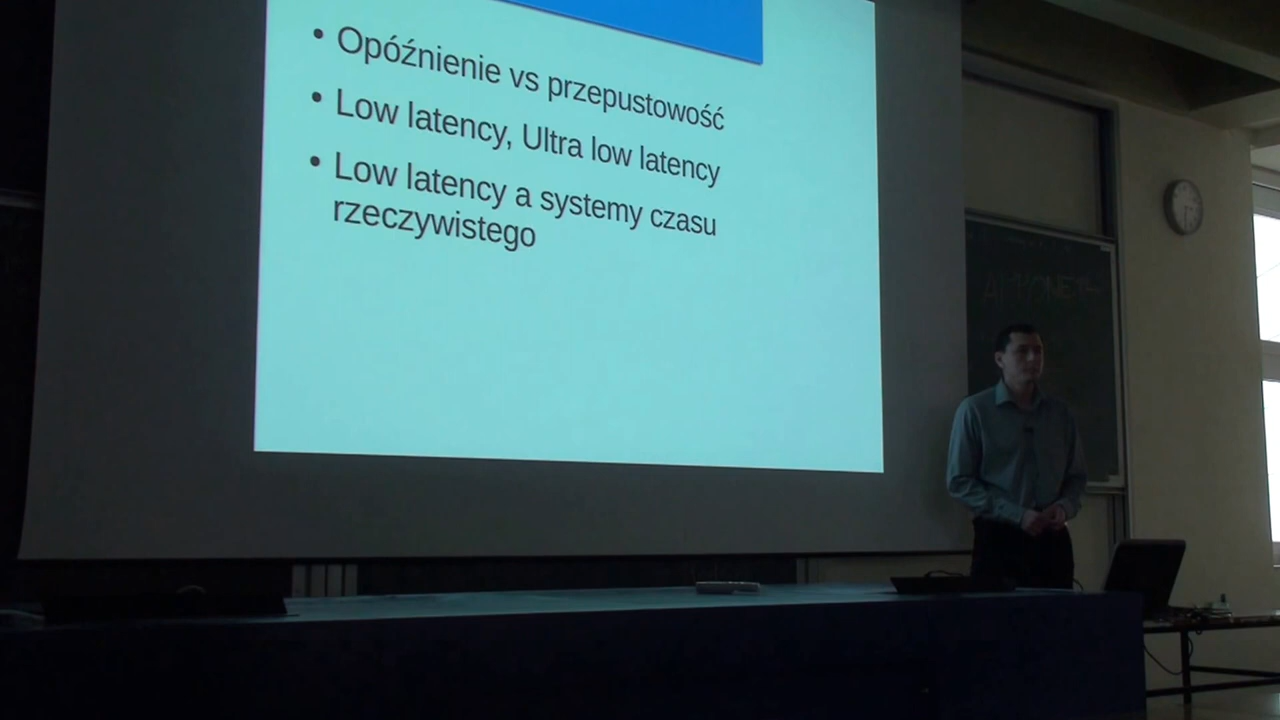 • Opóźnienie vs przepustowość
• Low latency, Ultra low latency
• Low latency a systemy czasu
rzeczywistego